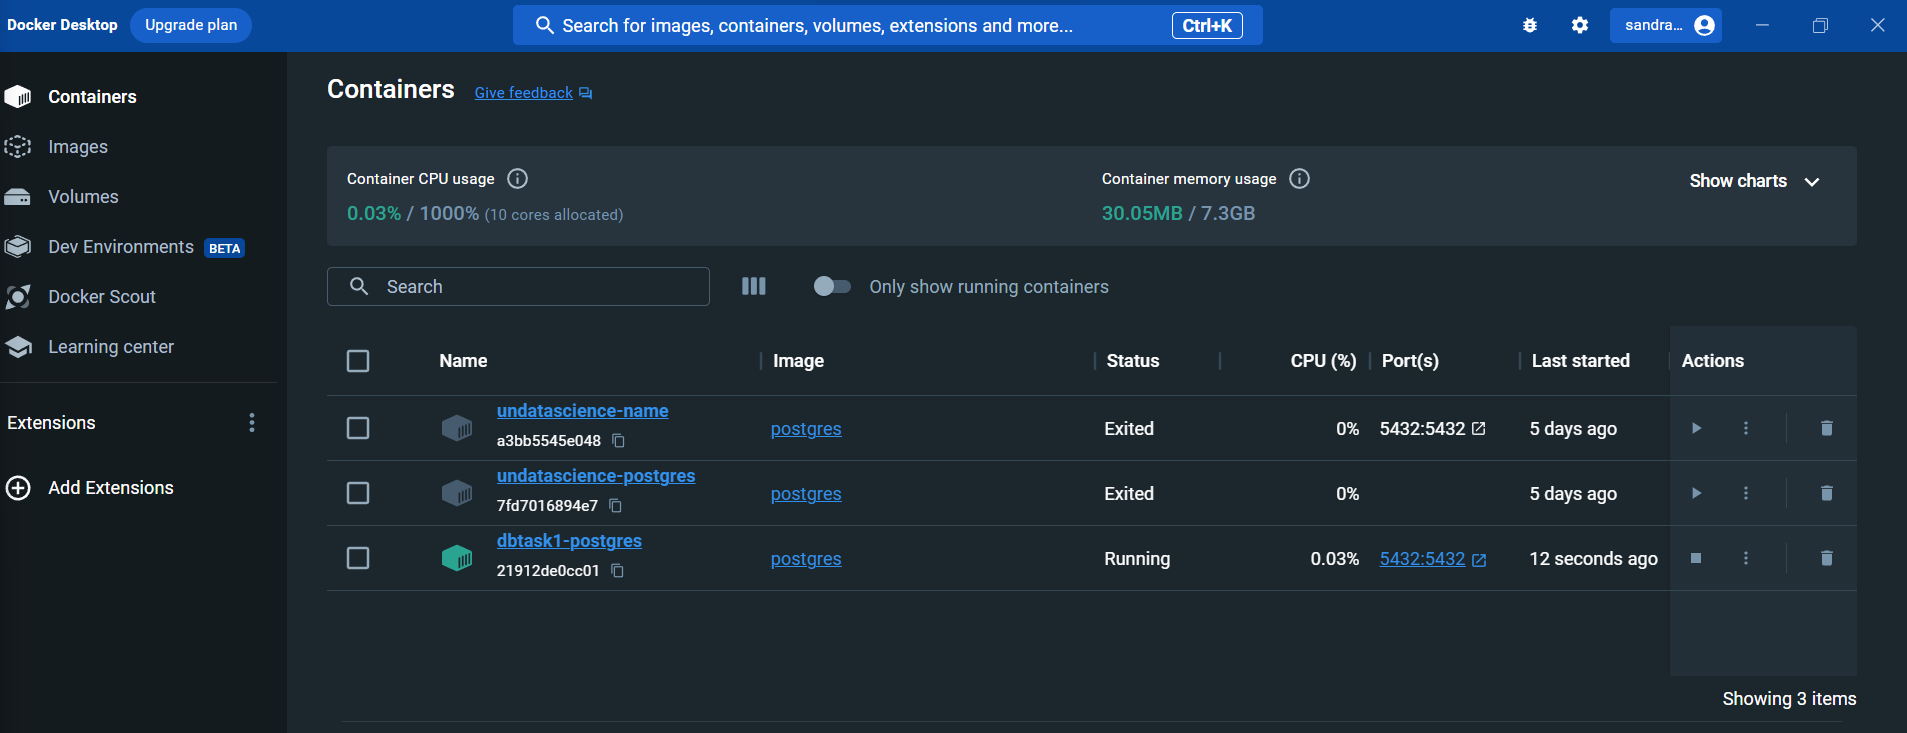 Docker Desktop Upgrade plan Search for images, containers, volumes, extensions and more... Ctrl+K sandra...
Containers
Images
Volumes
Dev Environments BETA
Docker Scout
Learning center
Extensions
Add Extensions
Containers Give feedback
Container CPU usage
0.03% / 1000% (10 cores allocated)
Container memory usage
30.05MB / 7.3GB
Show charts
Search
Only show running containers
Name Image Status CPU (%) Port(s) Last started Actions
undatascience-name
a3bb5545e048
postgres Exited 0% 5432:5432 5 days ago
undatascience-postgres
7fd7016894e7
postgres Exited 0% 5 days ago
dbtask1-postgres
21912de0cc01
postgres Running 0.03% 5432:5432 12 seconds ago
Showing 3 items